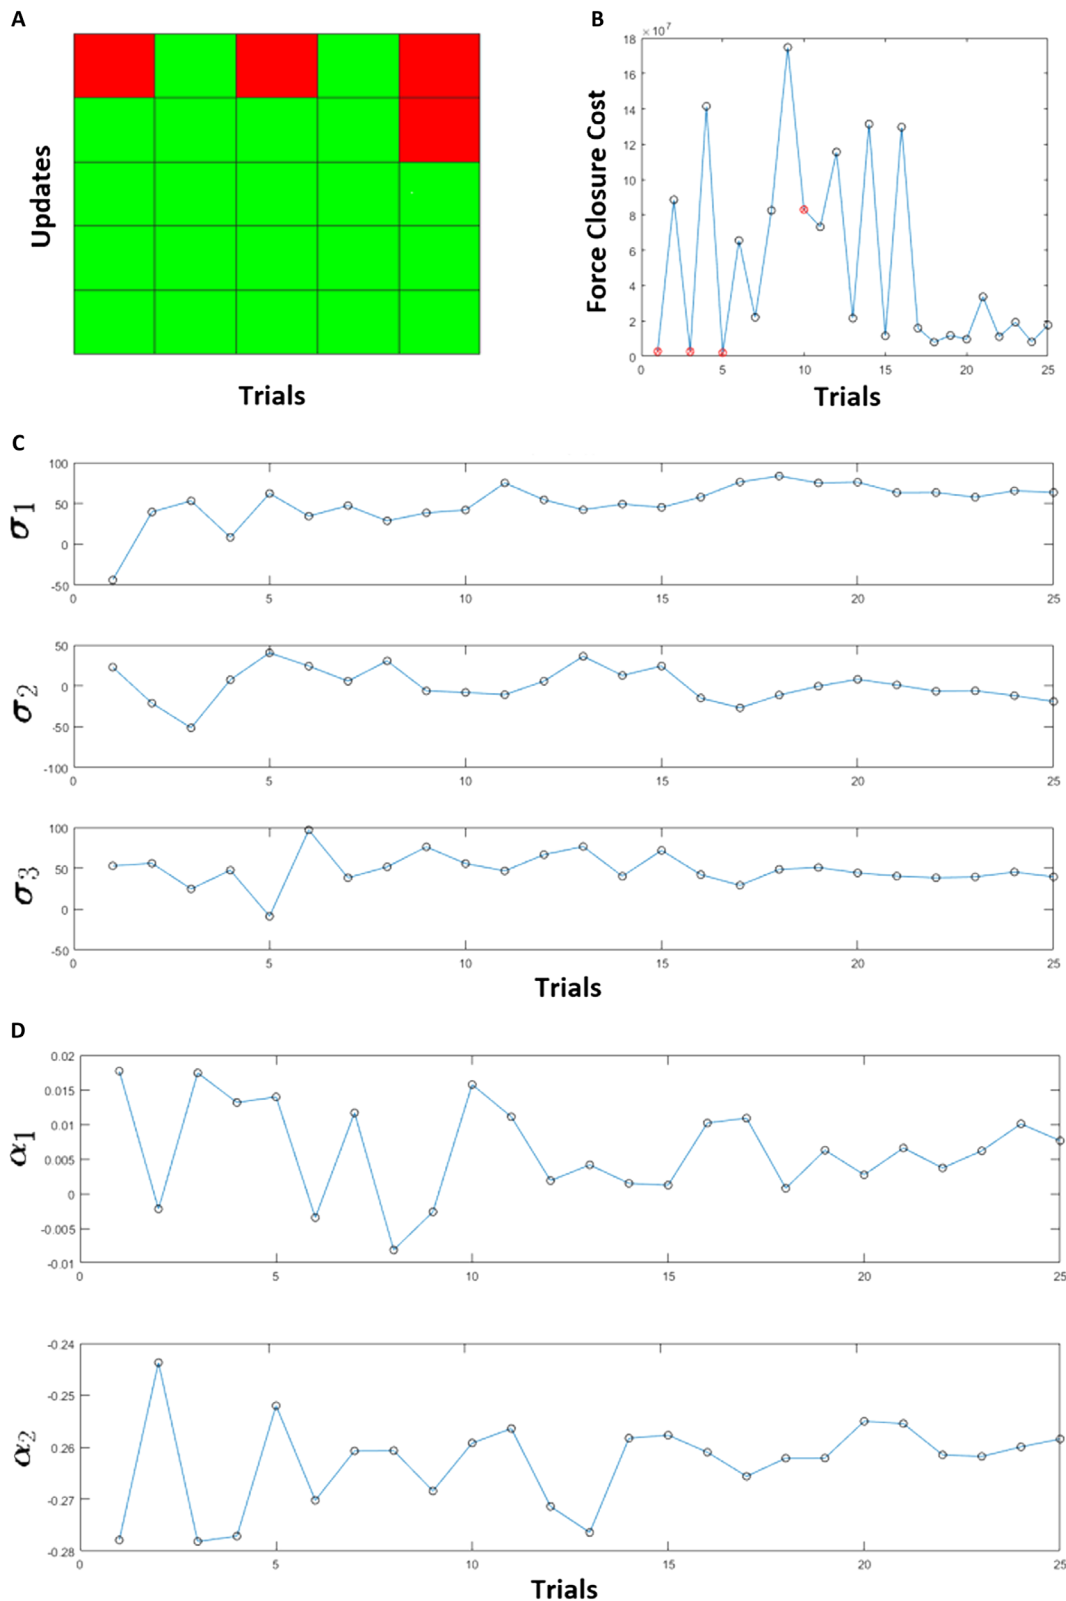 A
Updates
Trials
B
×10⁷
Force Closure Cost
18
16
14
12
10
8
6
4
2
0
0 5 10 15 20 25
Trials
C
σ1
100
50
0
-50
0 5 10 15 20 25
σ2
50
0
-50
-100
0 5 10 15 20 25
σ3
100
50
0
-50
0 5 10 15 20 25
Trials
D
α1
0.02
0.015
0.01
0.005
0
-0.005
-0.01
0 5 10 15 20 25
α2
-0.24
-0.25
-0.26
-0.27
-0.28
0 5 10 15 20 25
Trials